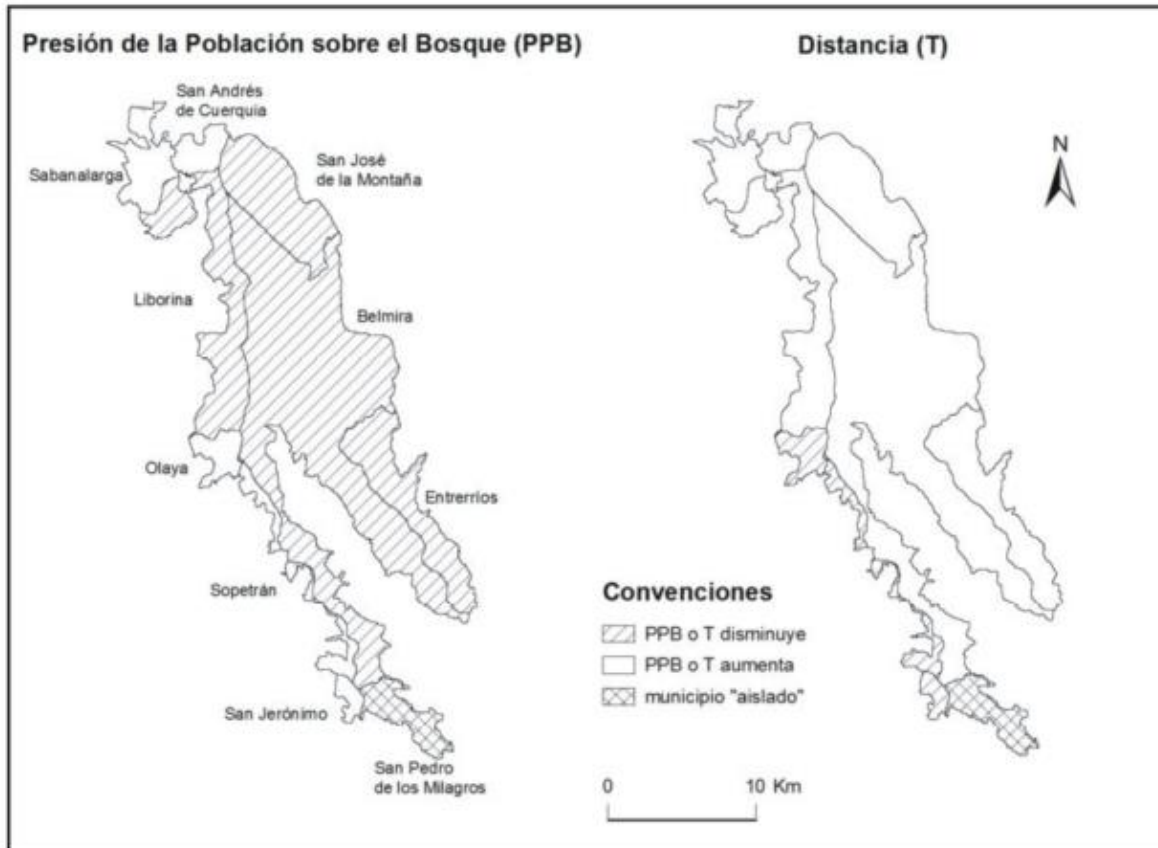 Presión de la Población sobre el Bosque (PPB)
Distancia (T)
San Andrés
de Cuerquia
San José
de la Montaña
Sabanalarga
N
Liborina
Belmira
Olaya
Entrerríos
Sopetrán
Convenciones
PPB o T disminuye
PPB o T aumenta
municipio "aislado"
San Jerónimo
San Pedro
de los Milagros
0 10 Km